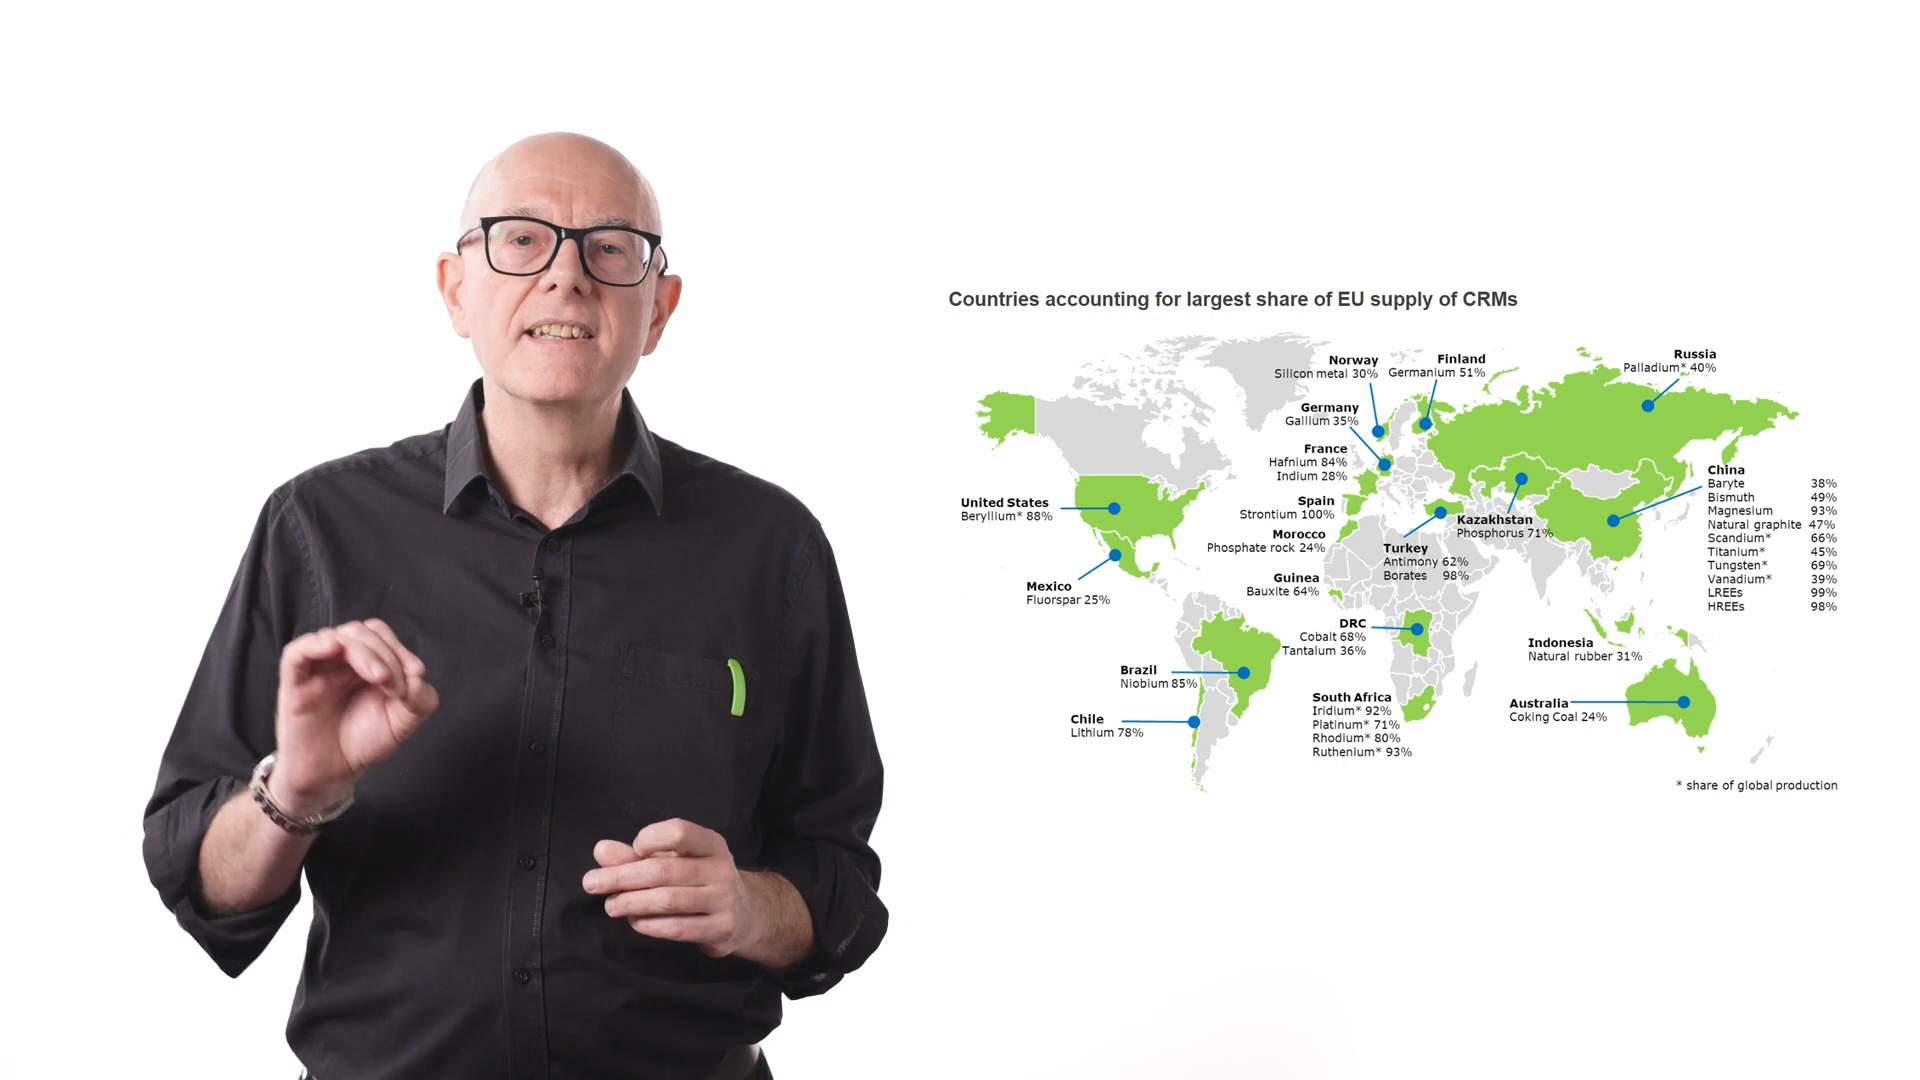 Countries accounting for largest share of EU supply of CRMs
Norway
Silicon metal 30%
Finland
Germanium 51%
Russia
Palladium* 40%
Germany
Gallium 35%
France
Hafnium 84%
Indium 28%
Spain
Strontium 100%
Morocco
Phosphate rock 24%
Guinea
Bauxite 64%
United States
Beryllium* 88%
Mexico
Fluorspar 25%
Brazil
Niobium 85%
Chile
Lithium 78%
Turkey
Antimony 62%
Borates 98%
Kazakhstan
Phosphorus 71%
DRC
Cobalt 68%
Tantalum 36%
South Africa
Iridium* 92%
Platinum* 71%
Rhodium* 80%
Ruthenium* 93%
China
Baryte 38%
Bismuth 49%
Magnesium 93%
Natural graphite 47%
Scandium* 66%
Titanium* 45%
Tungsten* 69%
Vanadium* 39%
LREEs 99%
HREEs 98%
Indonesia
Natural rubber 31%
Australia
Coking Coal 24%
* share of global production